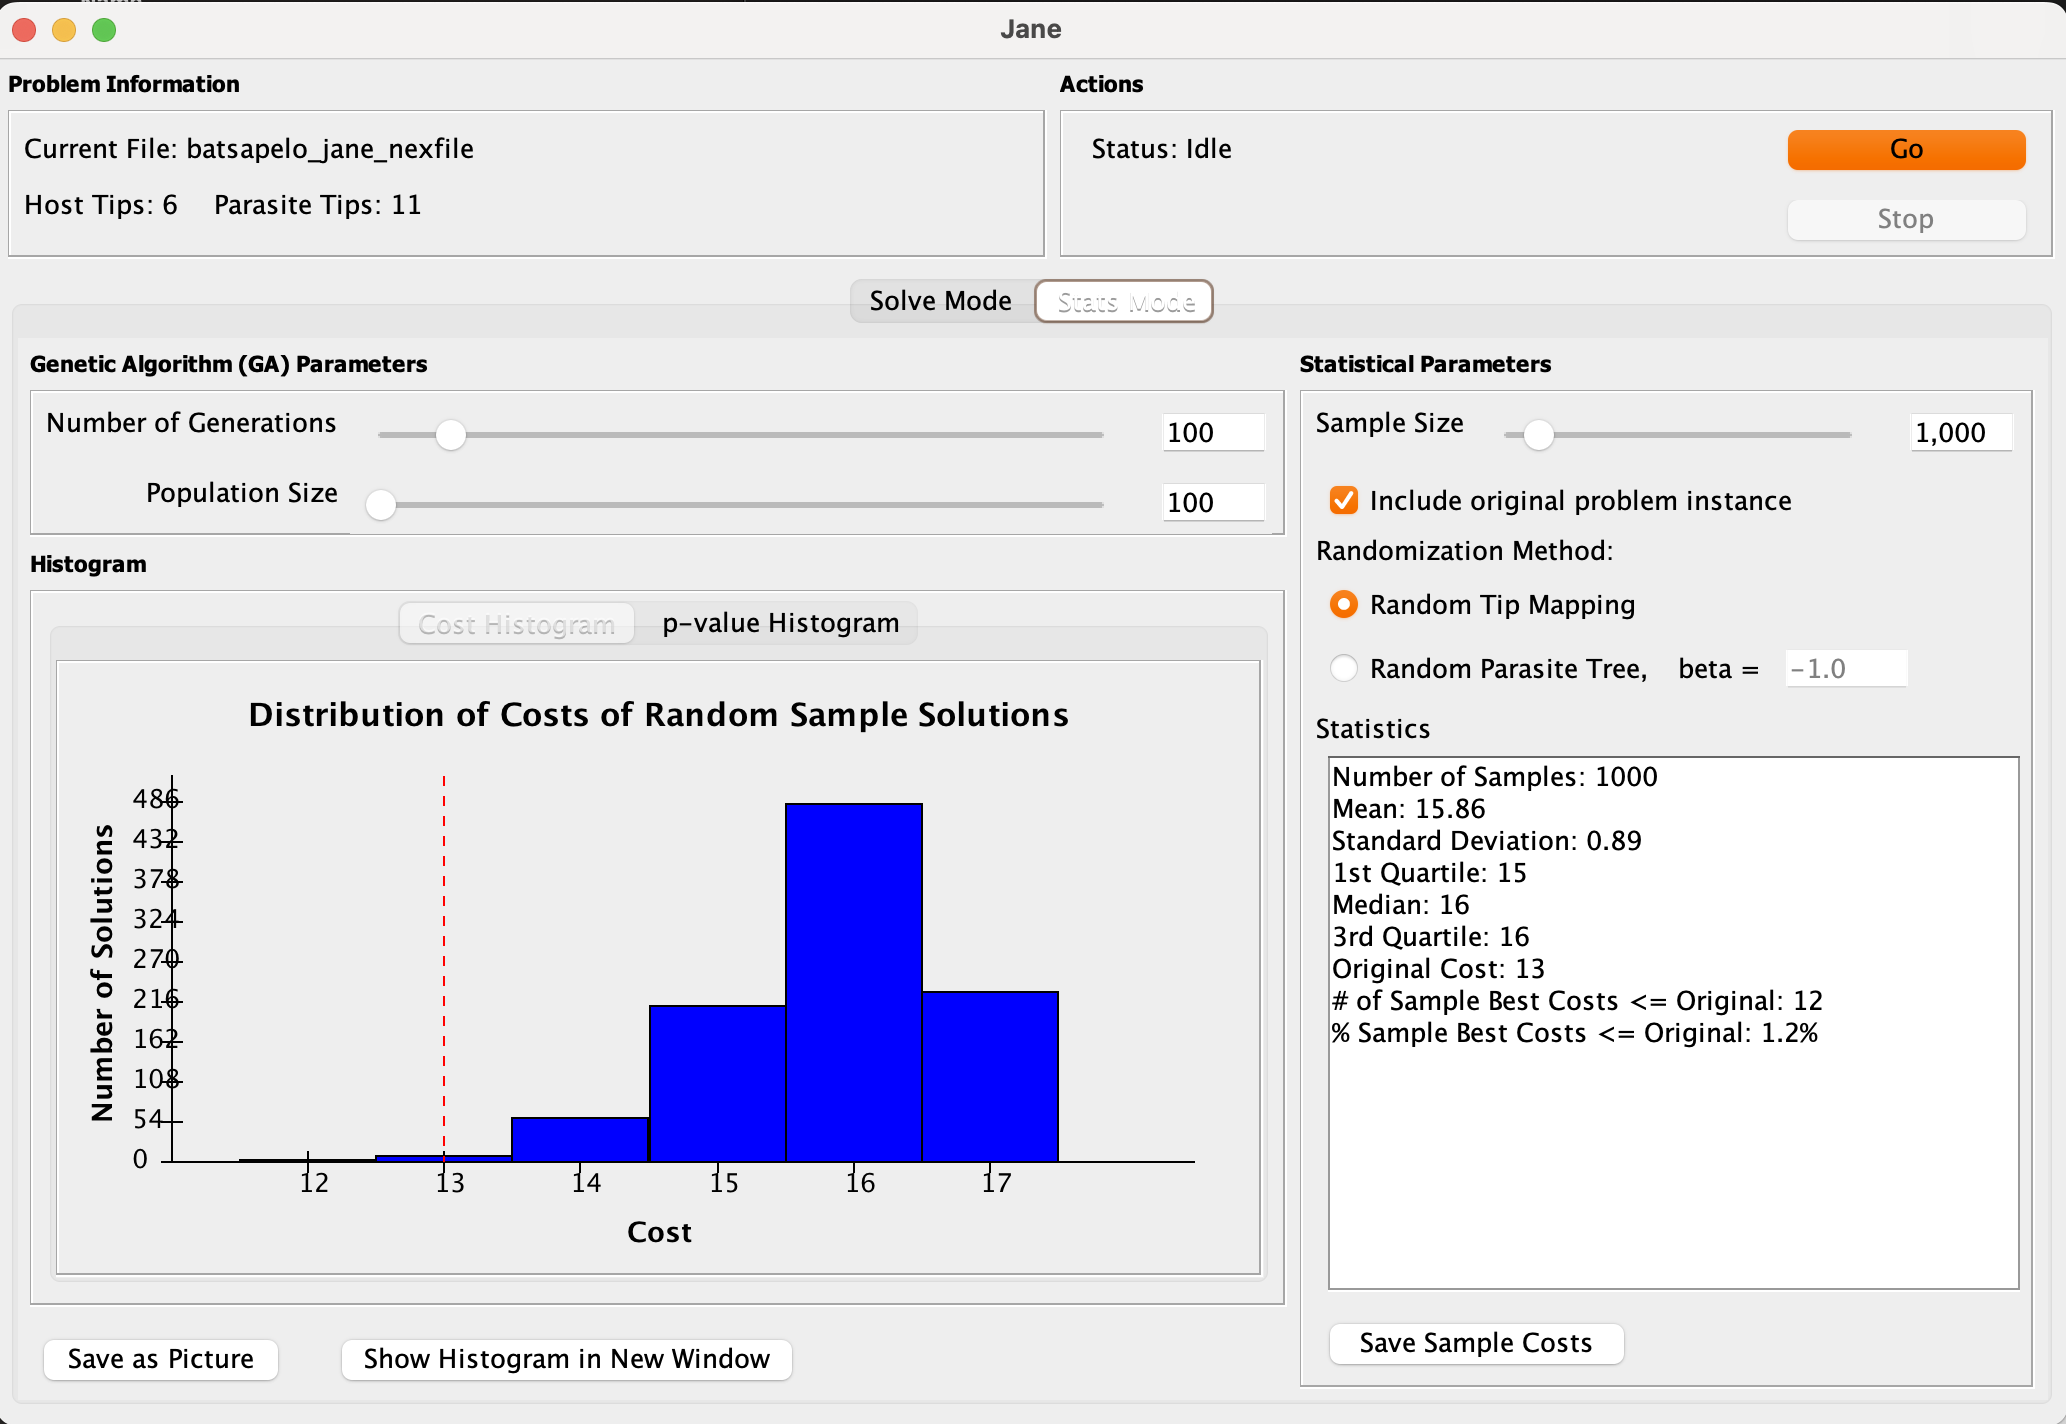 Jane
Problem Information
Current File: batsapelo_jane_nexfile
Host Tips: 6 Parasite Tips: 11
Actions
Status: Idle
Go
Stop
Solve Mode
Stats Mode
Genetic Algorithm (GA) Parameters
Number of Generations
100
Population Size
100
Histogram
Cost Histogram
p-value Histogram
Distribution of Costs of Random Sample Solutions
Number of Solutions
486
432
378
324
270
216
162
108
54
0
12 13 14 15 16 17
Cost
Save as Picture
Show Histogram in New Window
Statistical Parameters
Sample Size
1,000
Include original problem instance
Randomization Method:
Random Tip Mapping
Random Parasite Tree, beta = -1.0
Statistics
Number of Samples: 1000
Mean: 15.86
Standard Deviation: 0.89
1st Quartile: 15
Median: 16
3rd Quartile: 16
Original Cost: 13
# of Sample Best Costs <= Original: 12
% Sample Best Costs <= Original: 1.2%
Save Sample Costs